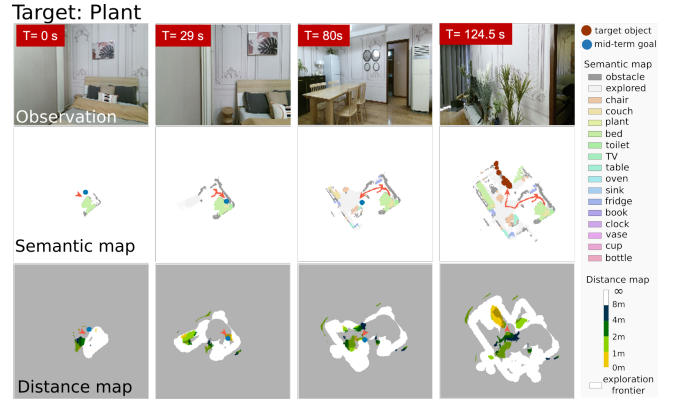 Target: Plant
T= 0 s
T= 29 s
T= 80s
T= 124.5 s
Observation
Semantic map
Distance map
target object
mid-term goal
Semantic map
obstacle
explored
chair
couch
plant
bed
toilet
TV
table
oven
sink
fridge
book
clock
vase
cup
bottle
Distance map
∞
8m
4m
2m
1m
0m
exploration
frontier